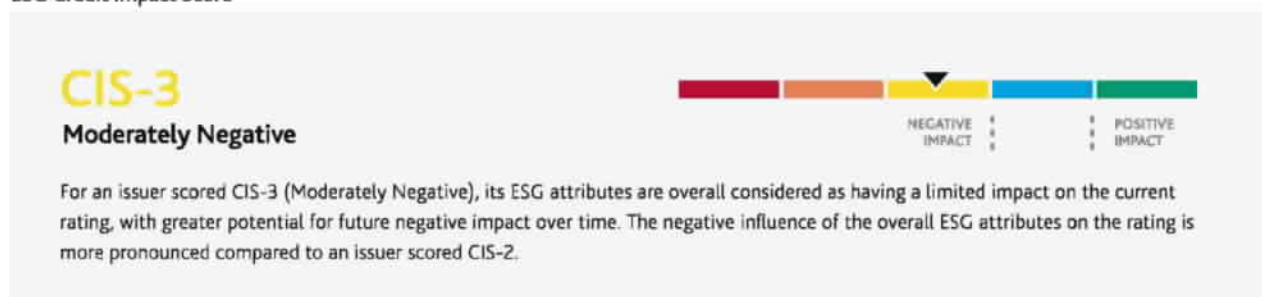 CIS-3
Moderately Negative
NEGATIVE
IMPACT
POSITIVE
IMPACT
For an issuer scored CIS-3 (Moderately Negative), its ESG attributes are overall considered as having a limited impact on the current
rating, with greater potential for future negative impact over time. The negative influence of the overall ESG attributes on the rating is
more pronounced compared to an issuer scored CIS-2.